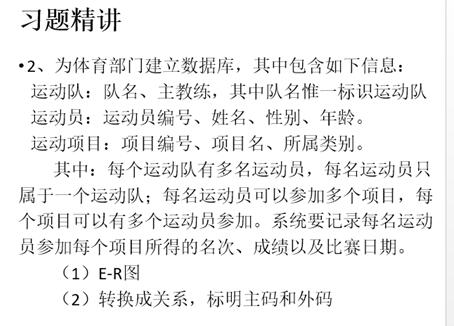 习题精讲
•2、为体育部门建立数据库，其中包含如下信息：
运动队：队名、主教练，其中队名惟一标识运动队
运动员：运动员编号、姓名、性别、年龄。
运动项目：项目编号、项目名、所属类别。
其中：每个运动队有多名运动员，每名运动员只
属于一个运动队；每名运动员可以参加多个项目，每
个项目可以有多个运动员参加。系统要记录每名运动
员参加每个项目所得的名次、成绩以及比赛日期。
（1）E-R图
（2）转换成关系，标明主码和外码